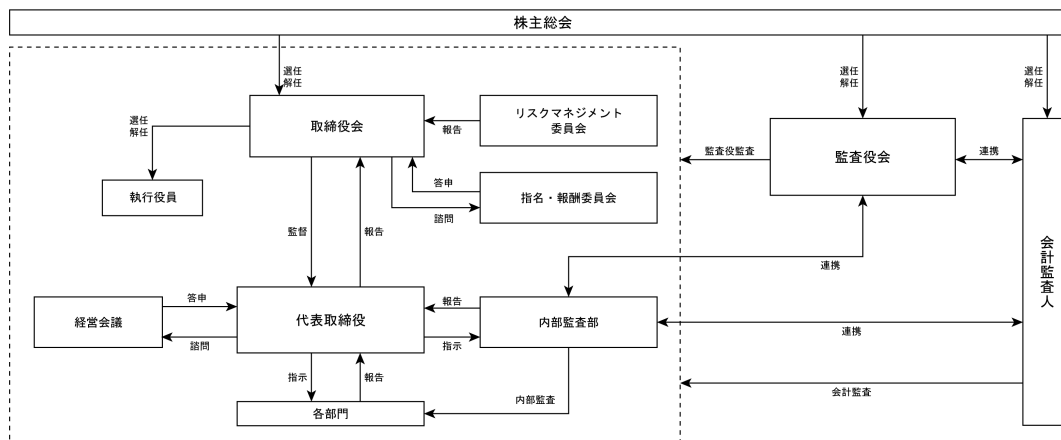 株主総会
選任
解任
選任
解任
選任
解任
取締役会
報告
リスクマネジメント
委員会
選任
解任
執行役員
答申
諮問
指名・報酬委員会
監査役監査
監査役会
連携
監督
報告
連携
会計監査人
経営会議
答申
諮問
代表取締役
報告
指示
内部監査部
連携
指示
報告
内部監査
会計監査
各部門